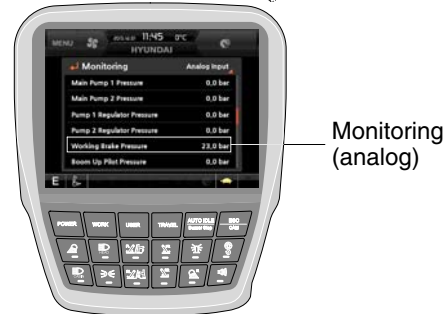 MENU 11:45 0°C
HYUNDAI
Monitoring Analog Input
Main Pump 1 Pressure 0,0 bar
Main Pump 2 Pressure 0,0 bar
Pump 1 Regulator Pressure 0,0 bar
Pump 2 Regulator Pressure 0,0 bar
Working Brake Pressure 23,0 bar
Boom Up Pilot Pressure 0,0 bar
Monitoring
(analog)
E
POWER WORK USER TRAVEL AUTO IDLE ESC
CAM